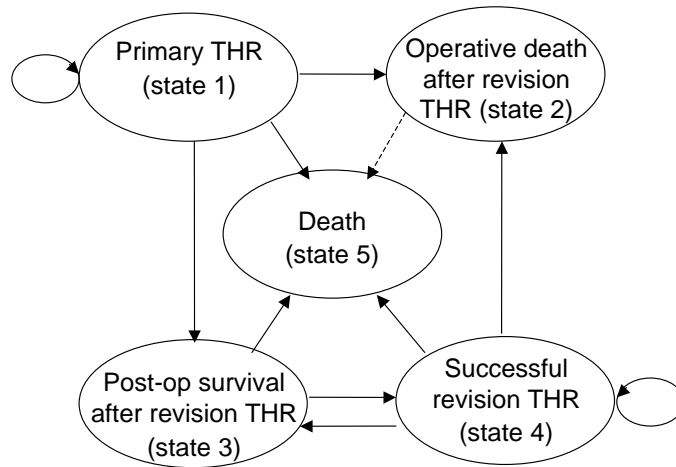 Primary THR
(state 1)
Operative death
after revision
THR (state 2)
Death
(state 5)
Post-op survival
after revision THR
(state 3)
Successful
revision THR
(state 4)